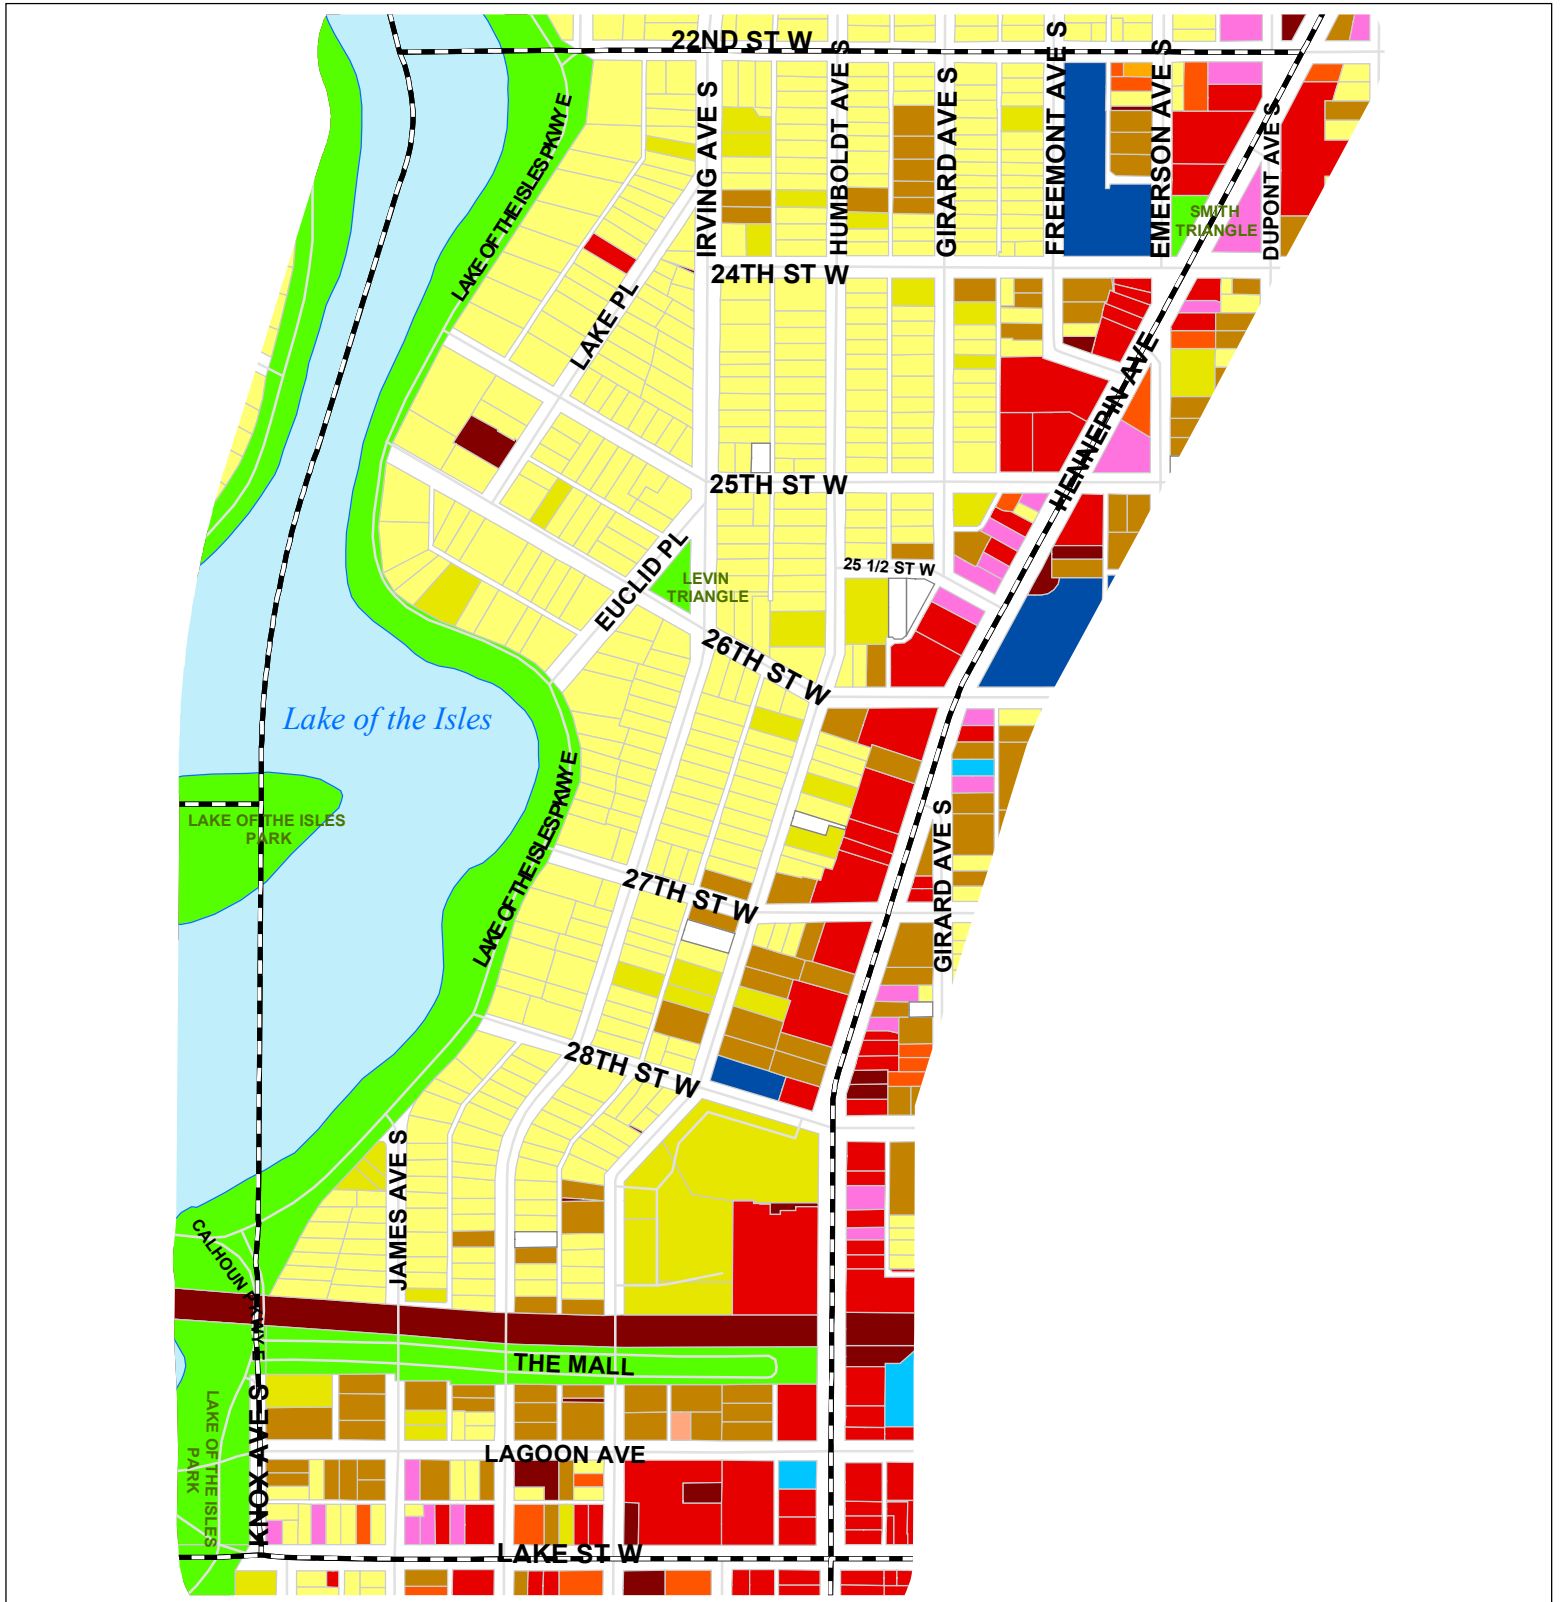 22ND ST W
LAKE OF THE ISLES PKWY E
IRVING AVE S
HUMBOLDT AVE S
GIRARD AVE S
FREEMONT AVE S
EMERSON AVE S
DUPONT AVE S
SMITH
TRIANGLE
24TH ST W
LAKE PL
HENNEPIN AVE
25TH ST W
EUCLID PL
25 1/2 ST W
LEVIN
TRIANGLE
26TH ST W
Lake of the Isles
LAKE OF THE ISLES PKWY E
LAKE OF THE ISLES
PARK
GIRARD AVE S
27TH ST W
28TH ST W
JAMES AVE S
CALHOUN PKWY E
THE MALL
KNOX AVE S
LAKE OF THE ISLES
PARK
LAGOON AVE
LAKE ST W